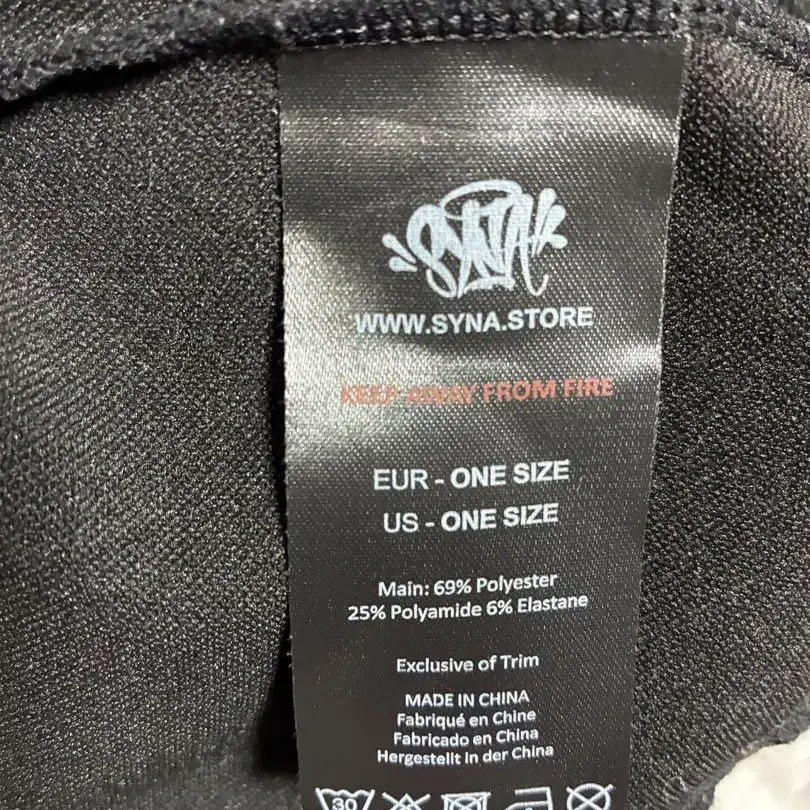 SYNA
WWW.SYNA.STORE
KEEP AWAY FROM FIRE
EUR - ONE SIZE
US - ONE SIZE
Main: 69% Polyester
25% Polyamide 6% Elastane
Exclusive of Trim
MADE IN CHINA
Fabriqué en Chine
Fabricado en China
Hergestellt in der China
30